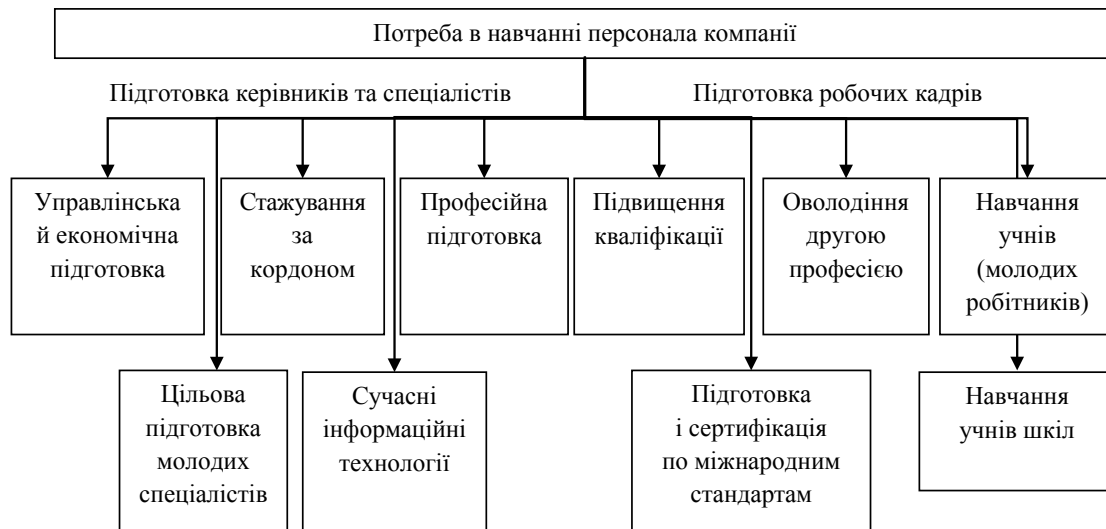 Потреба в навчанні персонала компанії
Підготовка керівників та спеціалістів
Підготовка робочих кадрів
Управлінська
й економічна
підготовка
Стажування
за
кордоном
Професійна
підготовка
Підвищення
кваліфікації
Оволодіння
другою
професією
Навчання
учнів
(молодих
робітників)
Цільова
підготовка
молодих
спеціалістів
Сучасні
інформаційні
технології
Підготовка
і сертифікація
по міжнародним
стандартам
Навчання
учнів шкіл